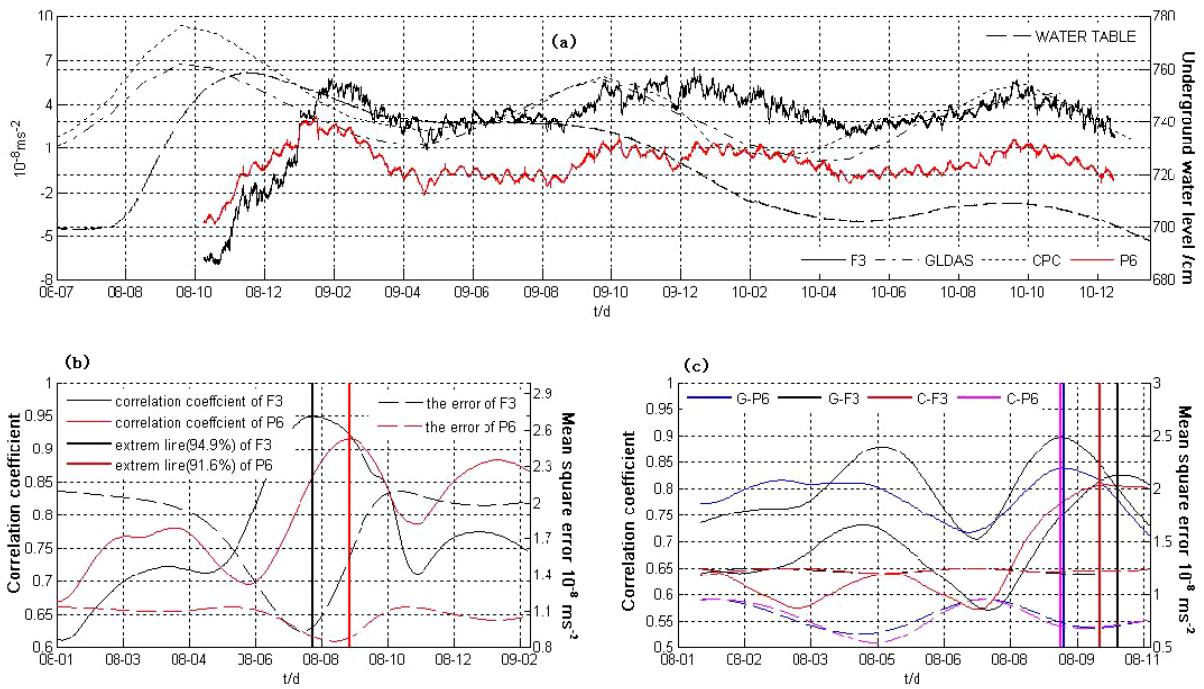 (a)
WATER TABLE
10
7
4
1
-2
-5
-8
10⁻⁸ms⁻²
780
760
740
720
700
680
Underground water level /cm
F3 GLDAS CPC P6
08-07 08-08 08-10 08-12 09-02 09-04 09-06 09-08 09-10 09-12 10-02 10-04 10-06 10-08 10-10 10-12
t/d
(b)
1
0.95
0.9
0.85
0.8
0.75
0.7
0.65
0.6
Correlation coefficient
correlation coeffcient of F3
correlation coeffcient of P6
extrem lire(94.9%) of F3
extrem lire(91.6%) of P6
the error of F3
the error of P6
2.9
2.6
2.3
2
1.7
1.4
1.1
0.8
Mean square error 10⁻⁸ ms⁻²
08-01 08-03 08-04 08-06 08-08 08-10 08-12 09-02
t/d
(c)
1
0.95
0.9
0.85
0.8
0.75
0.7
0.65
0.6
0.55
0.5
Correlation coefficient
G-P6 G-F3 C-F3 C-P6
3
2.5
2
1.5
1
0.5
Mean square error 10⁻⁸ ms⁻²
08-01 08-02 08-03 08-05 08-06 08-08 08-09 08-11
t/d